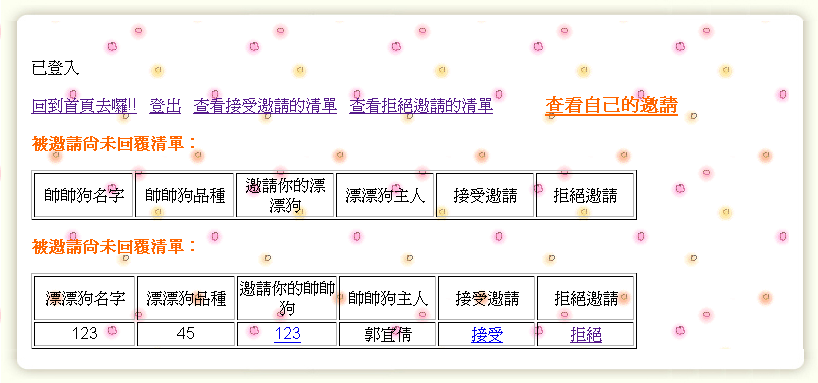 已登入
回到首頁去囉!! 登出 查看接受邀請的清單 查看拒絕邀請的清單 查看自己的邀請
被邀請尚未回覆清單：
帥帥狗名字 帥帥狗品種 邀請你的漂漂狗 漂漂狗主人 接受邀請 拒絕邀請
被邀請尚未回覆清單：
漂漂狗名字 漂漂狗品種 邀請你的帥帥狗 帥帥狗主人 接受邀請 拒絕邀請
123 45 123 郭宜倩 接受 拒絕